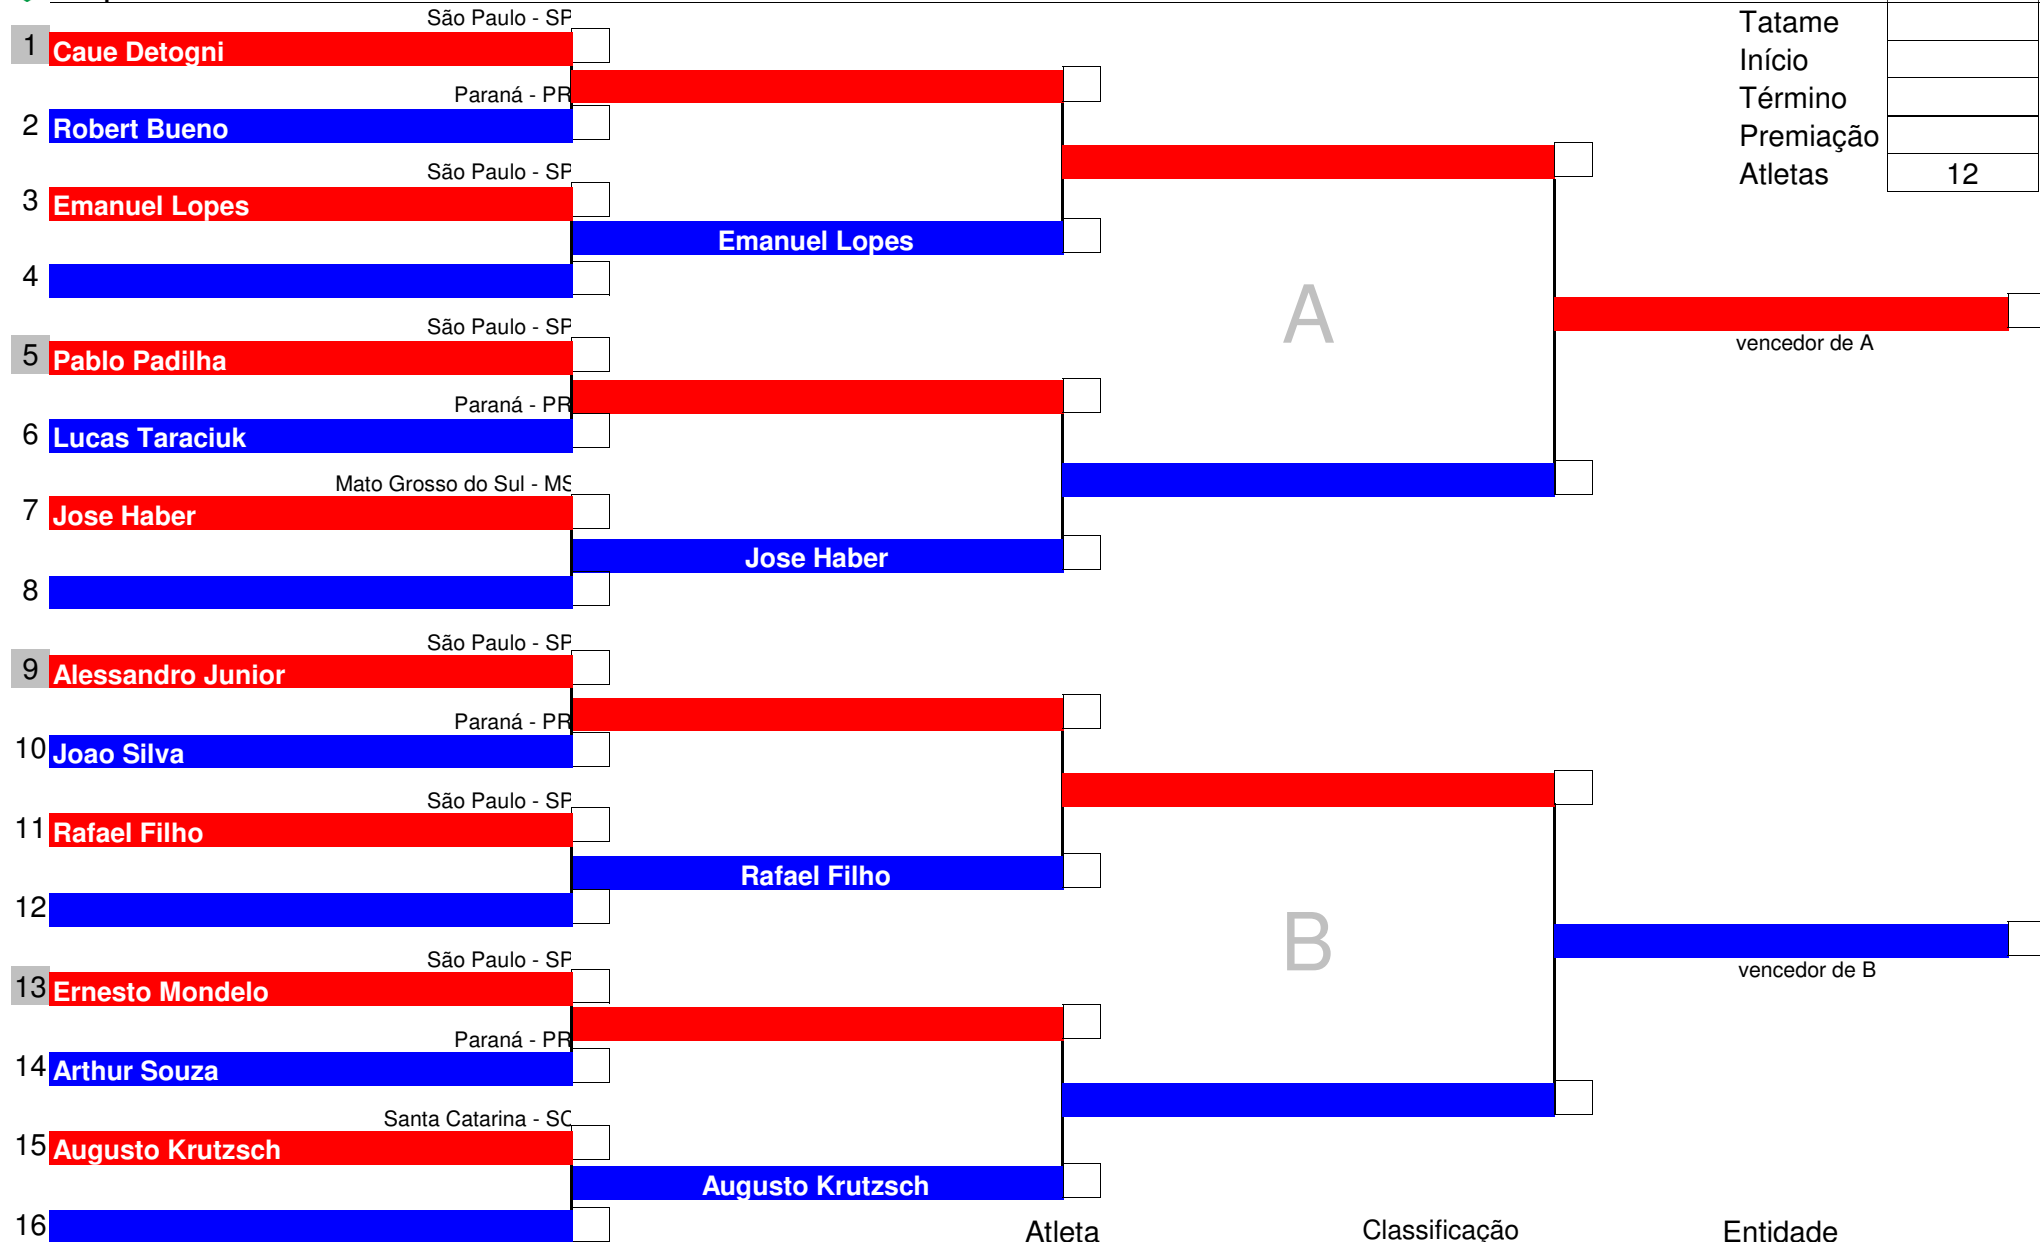 São Paulo - SP
1 Caue Detogni
Paraná - PR
2 Robert Bueno
São Paulo - SP
3 Emanuel Lopes
Emanuel Lopes
4
São Paulo - SP
5 Pablo Padilha
Paraná - PR
6 Lucas Taraciuk
Mato Grosso do Sul - MS
7 Jose Haber
Jose Haber
8
São Paulo - SP
9 Alessandro Junior
Paraná - PR
10 Joao Silva
São Paulo - SP
11 Rafael Filho
Rafael Filho
12
São Paulo - SP
13 Ernesto Mondelo
Paraná - PR
14 Arthur Souza
Santa Catarina - SC
15 Augusto Krutzsch
Augusto Krutzsch
16
A
B
Tatame
Início
Término
Premiação
Atletas 12
vencedor de A
vencedor de B
Atleta Classificação Entidade